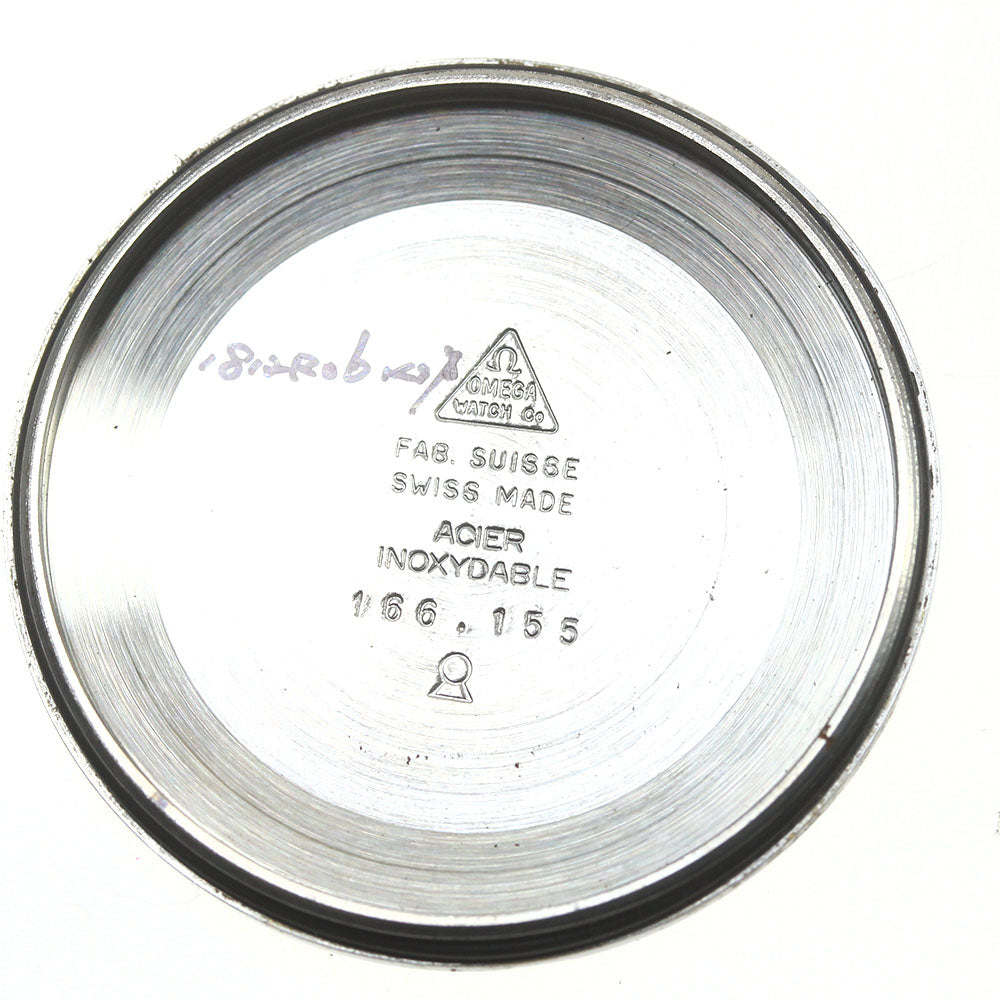 Ω
OMEGA
WATCH Co
FAB. SUISSE
SWISS MADE
ACIER
INOXYDABLE
166.155